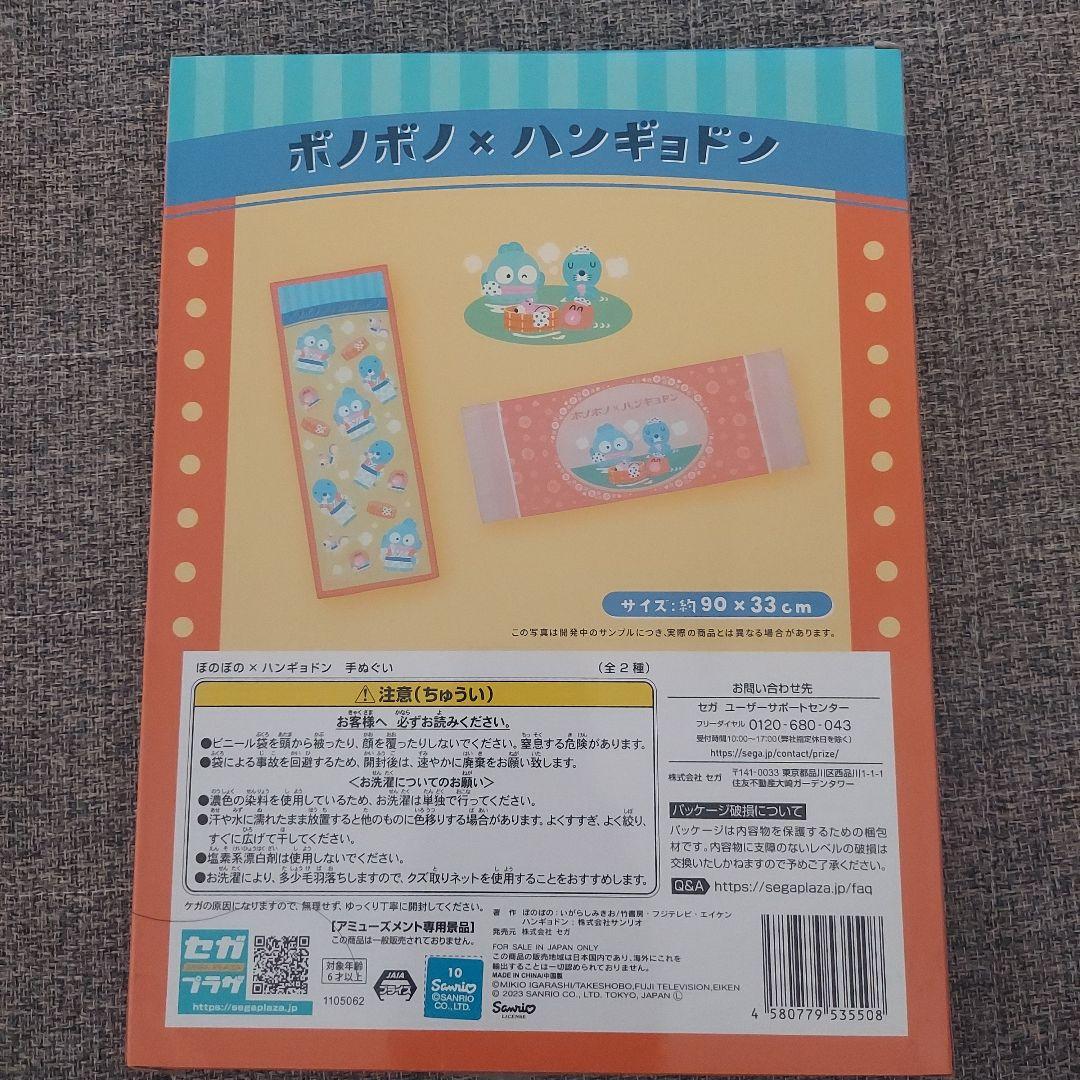 ボノボノ×ハンギョドン
ボノボノ×ハンギョドン
サイズ:約90×33cm
この写真は開発中のサンプルにつき、実際の商品とは異なる場合があります。
ぼのぼの×ハンギョドン 手ぬぐい (全2種)
⚠注意(ちゅうい)
お客様へ 必ずお読みください。
●ビニール袋を頭から被ったり、顔を覆ったりしないでください。窒息する危険があります。
●袋による事故を回避するため、開封後は、速やかに廃棄をお願い致します。
<お洗濯についてのお願い>
●濃色の染料を使用しているため、お洗濯は単独で行ってください。
●汗や水に濡れたまま放置すると他のものに色移りする場合があります。よくすすぎ、よく絞り、
すぐに広げて干してください。
●塩素系漂白剤は使用しないでください。
●お洗濯により、多少毛羽落ちしますので、クズ取りネットを使用することをおすすめします。
ケガの原因になりますので、無理せず、ゆっくり丁寧に開封してください。
お問い合わせ先
セガ ユーザーサポートセンター
フリーダイヤル 0120-680-043
受付時間10:00~17:00(弊社指定休日を除く)
https://sega.jp/contact/prize/
株式会社 セガ 〒141-0033 東京都品川区西品川1-1-1
住友不動産大崎ガーデンタワー
パッケージ破損について
パッケージは内容物を保護するための梱包
材です。内容物に支障のないレベルの破損は
交換いたしかねますので予めご了承ください。
Q&A https://segaplaza.jp/faq
[アミューズメント専用景品]
この商品は一般販売されておりません。
セガ
プラザ
https://segaplaza.jp
対象年齢
6才以上
1105062
JAIA
プライズ
10
Sanrio
©SANRIO
CO.,LTD.
著 作 ぼのぼの:いがらしみきお/竹書房・フジテレビ・エイケン
ハンギョドン:株式会社サンリオ
発売元 株式会社 セガ
FOR SALE IN JAPAN ONLY
この商品の販売地域は日本国内であり、海外にこれを
輸出することは一切認められておりません。
MADE IN CHINA/中国製
©MIKIO IGARASHI/TAKESHOBO,FUJI TELEVISION,EIKEN
© 2023 SANRIO CO., LTD. TOKYO, JAPAN Ⓛ
Sanrio
LICENSE
4 580779 535508